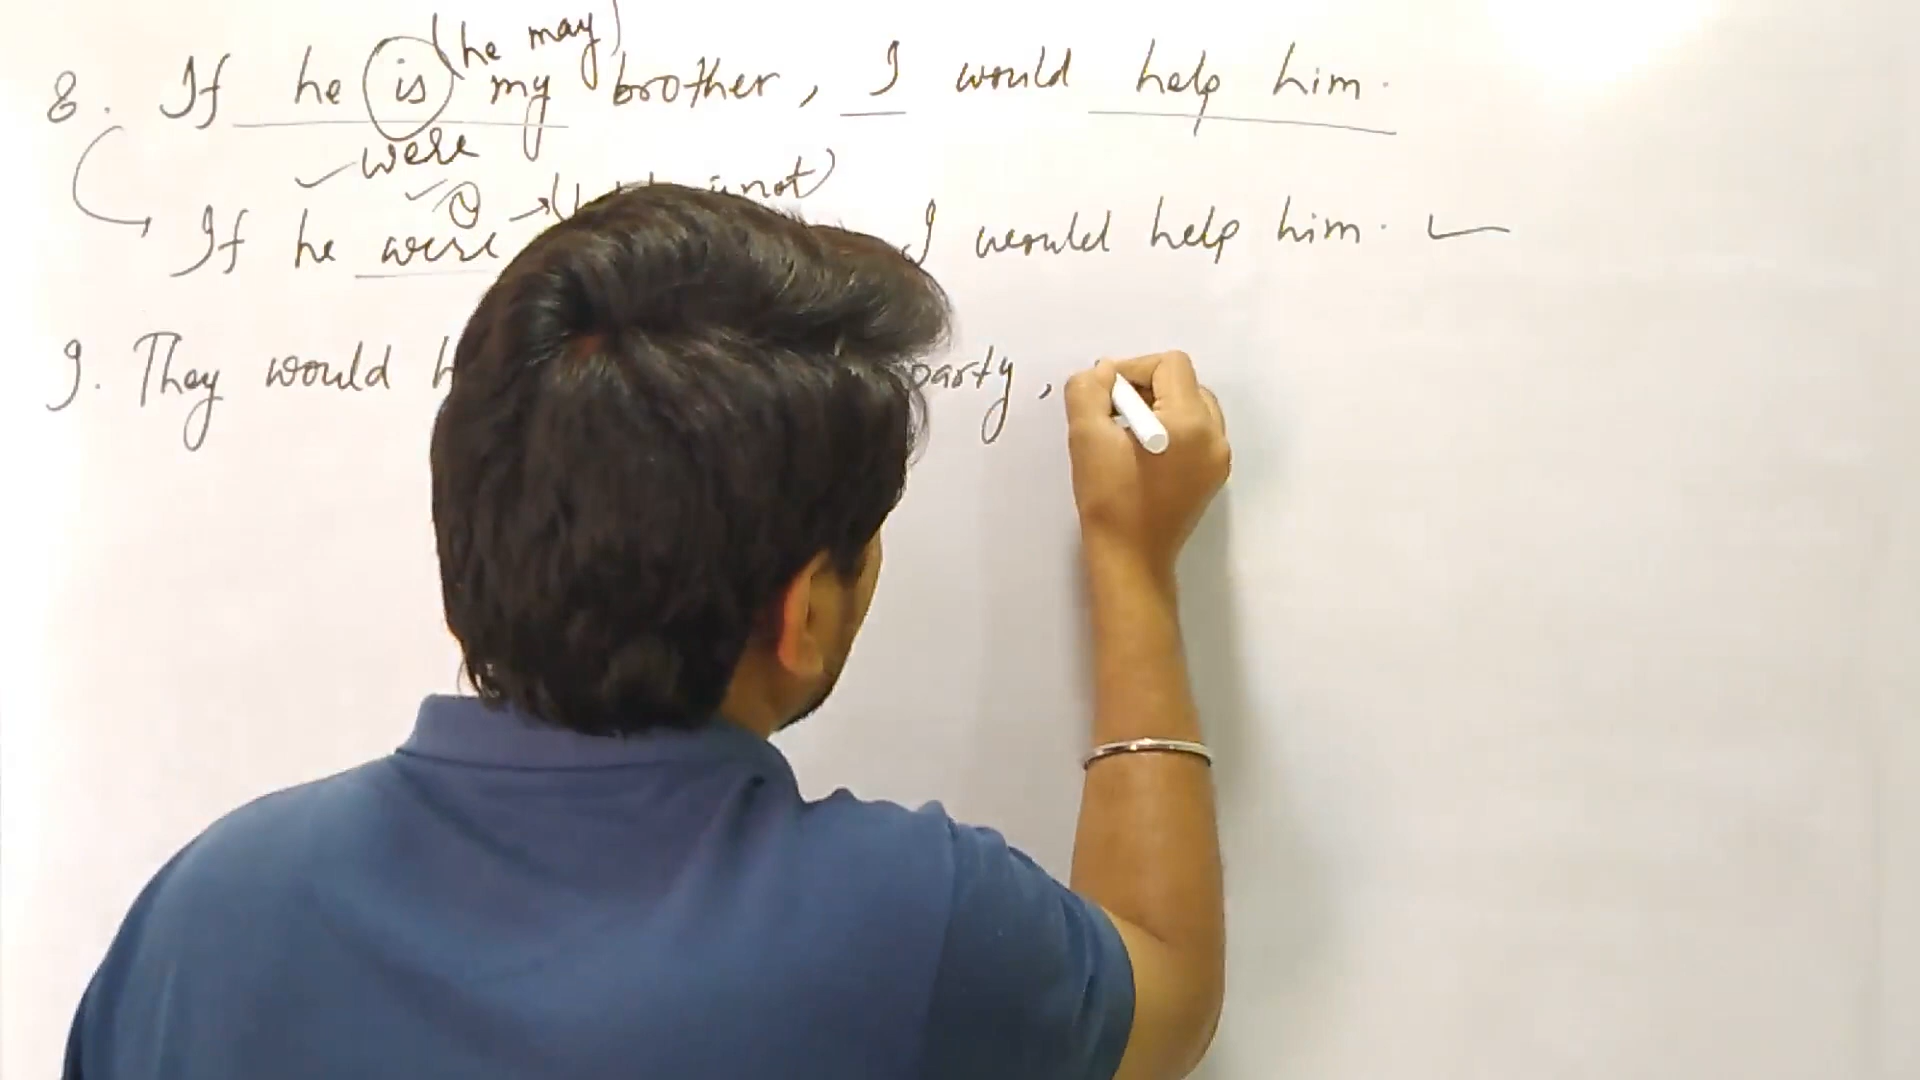 (he may)
8. If he is my brother, I would help him.
were
not)
If he were I would help him.
9. They would party,